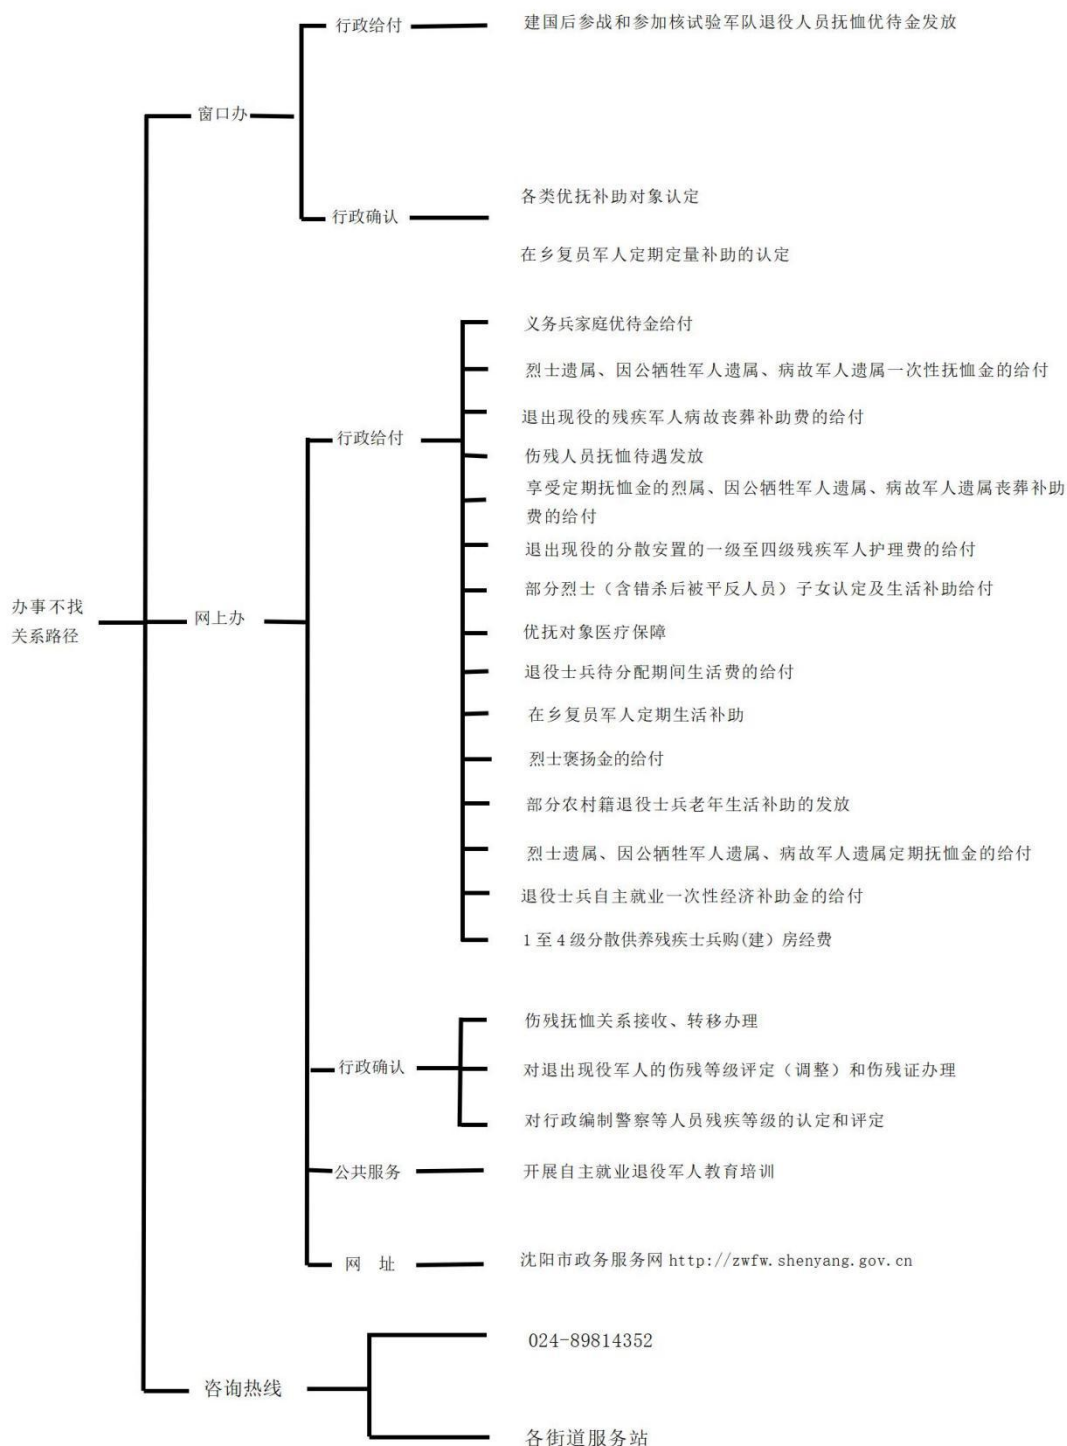 办事不找
关系路径
窗口办
行政给付
建国后参战和参加核试验军队退役人员抚恤优待金发放
行政确认
各类优抚补助对象认定
在乡复员军人定期定量补助的认定
网上办
行政给付
义务兵家庭优待金给付
烈士遗属、因公牺牲军人遗属、病故军人遗属一次性抚恤金的给付
退出现役的残疾军人病故丧葬补助费的给付
伤残人员抚恤待遇发放
享受定期抚恤金的烈属、因公牺牲军人遗属、病故军人遗属丧葬补助
费的给付
退出现役的分散安置的一级至四级残疾军人护理费的给付
部分烈士（含错杀后被平反人员）子女认定及生活补助给付
优抚对象医疗保障
退役士兵待分配期间生活费的给付
在乡复员军人定期生活补助
烈士褒扬金的给付
部分农村籍退役士兵老年生活补助的发放
烈士遗属、因公牺牲军人遗属、病故军人遗属定期抚恤金的给付
退役士兵自主就业一次性经济补助金的给付
1 至 4 级分散供养残疾士兵购(建）房经费
行政确认
伤残抚恤关系接收、转移办理
对退出现役军人的伤残等级评定（调整）和伤残证办理
对行政编制警察等人员残疾等级的认定和评定
公共服务
开展自主就业退役军人教育培训
网　址
沈阳市政务服务网 http://zwfw.shenyang.gov.cn
咨询热线
024-89814352
各街道服务站